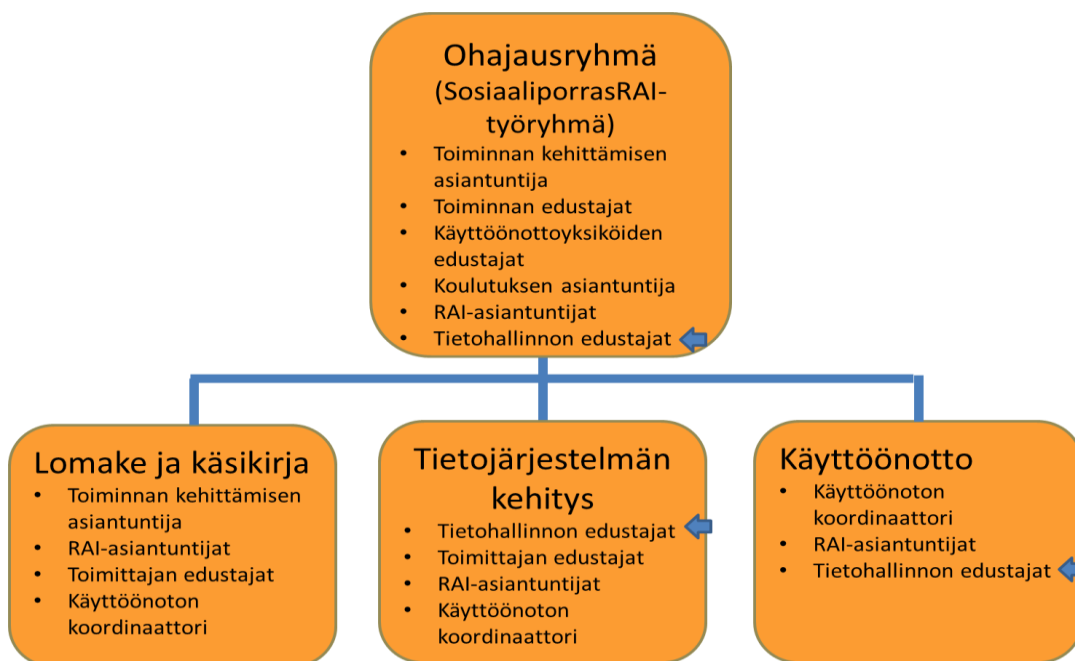 Ohajausryhmä
(SosiaaliporrasRAI-
työryhmä)
• Toiminnan kehittämisen
asiantuntija
• Toiminnan edustajat
• Käyttöönottoyksiköiden
edustajat
• Koulutuksen asiantuntija
• RAI-asiantuntijat
• Tietohallinnon edustajat
Lomake ja käsikirja
• Toiminnan kehittämisen
asiantuntija
• RAI-asiantuntijat
• Toimittajan edustajat
• Käyttöönoton
koordinaattori
Tietojärjestelmän
kehitys
• Tietohallinnon edustajat
• Toimittajan edustajat
• RAI-asiantuntijat
• Käyttöönoton
koordinaattori
Käyttöönotto
• Käyttöönoton
koordinaattori
• RAI-asiantuntijat
• Tietohallinnon edustajat